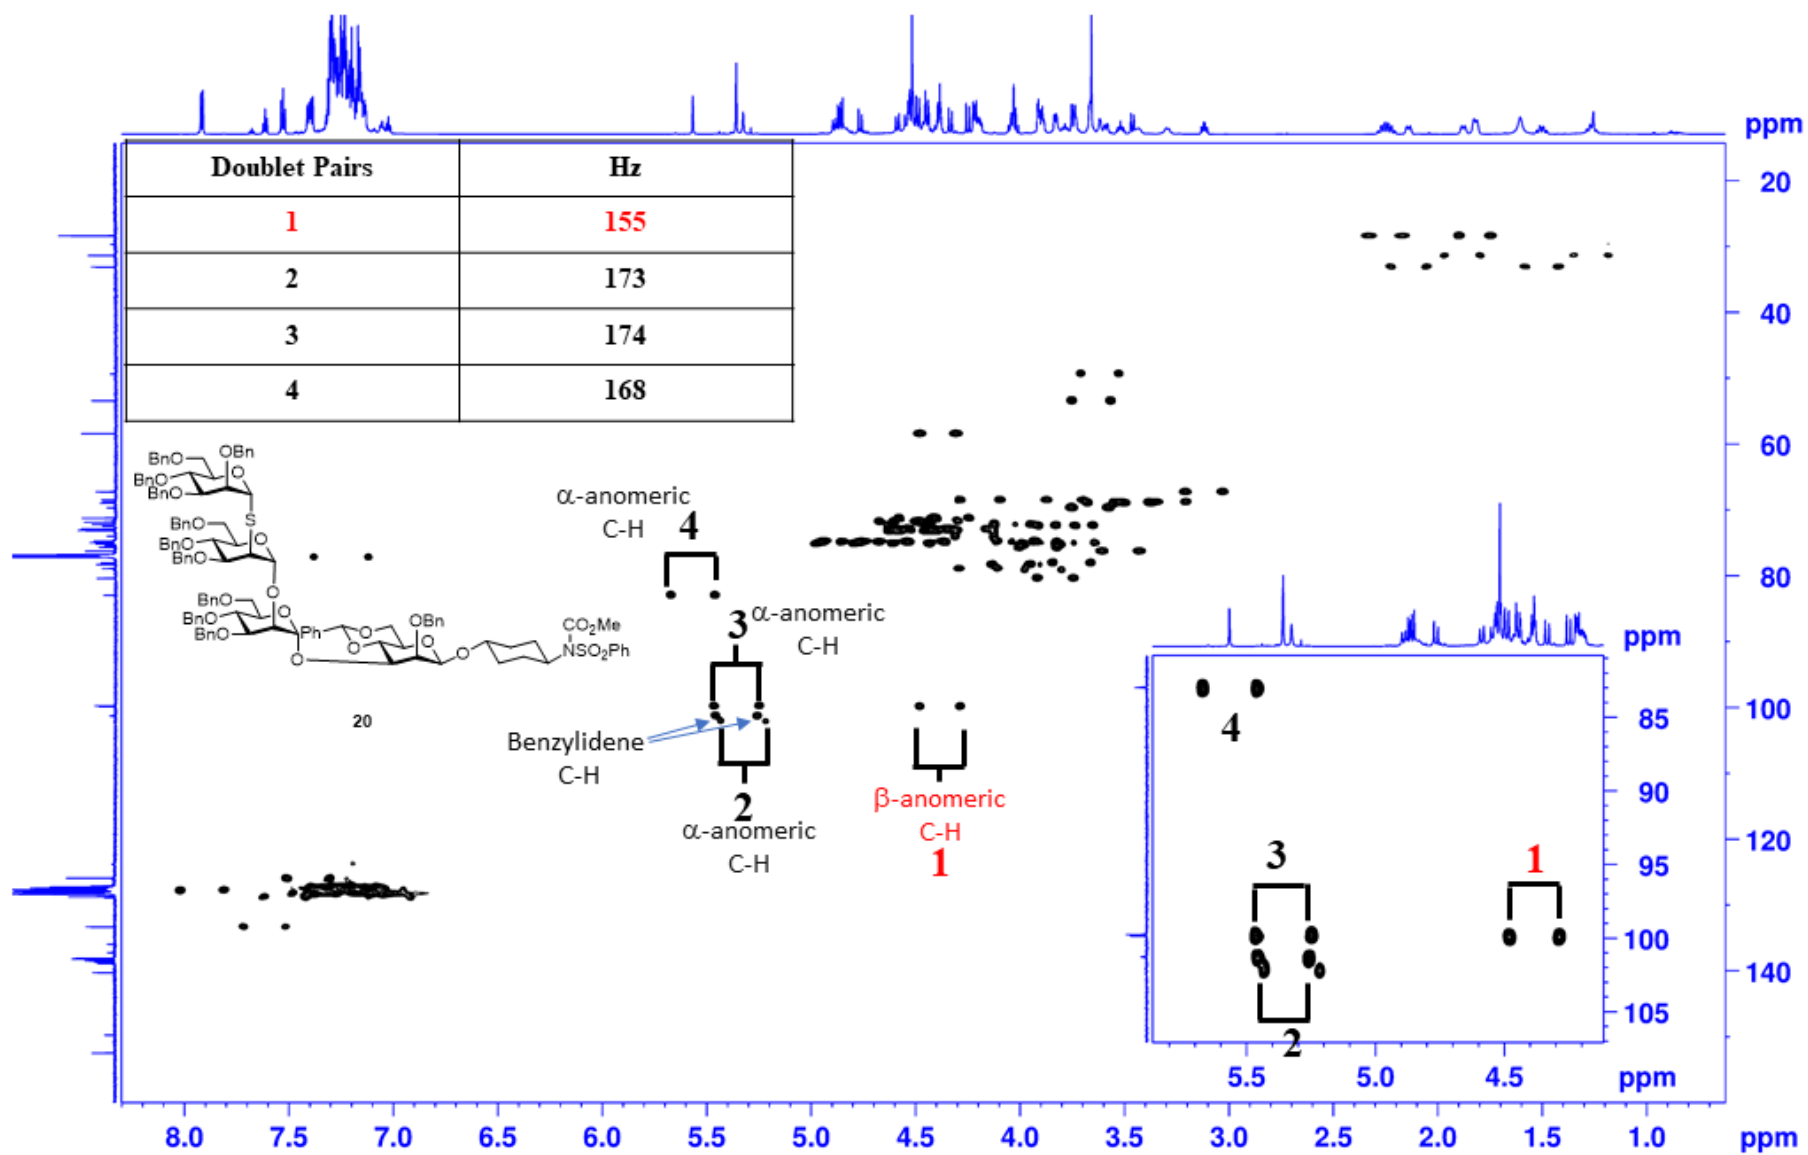 ppm
Doublet Pairs Hz
1 155
2 173
3 174
4 168
20
40
60
80
100
120
140
BnO OBn
BnO O
BnO
S
BnO
BnO O
BnO
O
BnO
BnO O
BnO
Ph O OBn
O O O
O
CO₂Me
NSO₂Ph
20
α-anomeric
C-H
4
3 α-anomeric
C-H
Benzylidene
C-H
2
α-anomeric
C-H
β-anomeric
C-H
1
ppm
4
85
90
95
3 1
100
105
2
5.5 5.0 4.5 ppm
8.0 7.5 7.0 6.5 6.0 5.5 5.0 4.5 4.0 3.5 3.0 2.5 2.0 1.5 1.0 ppm